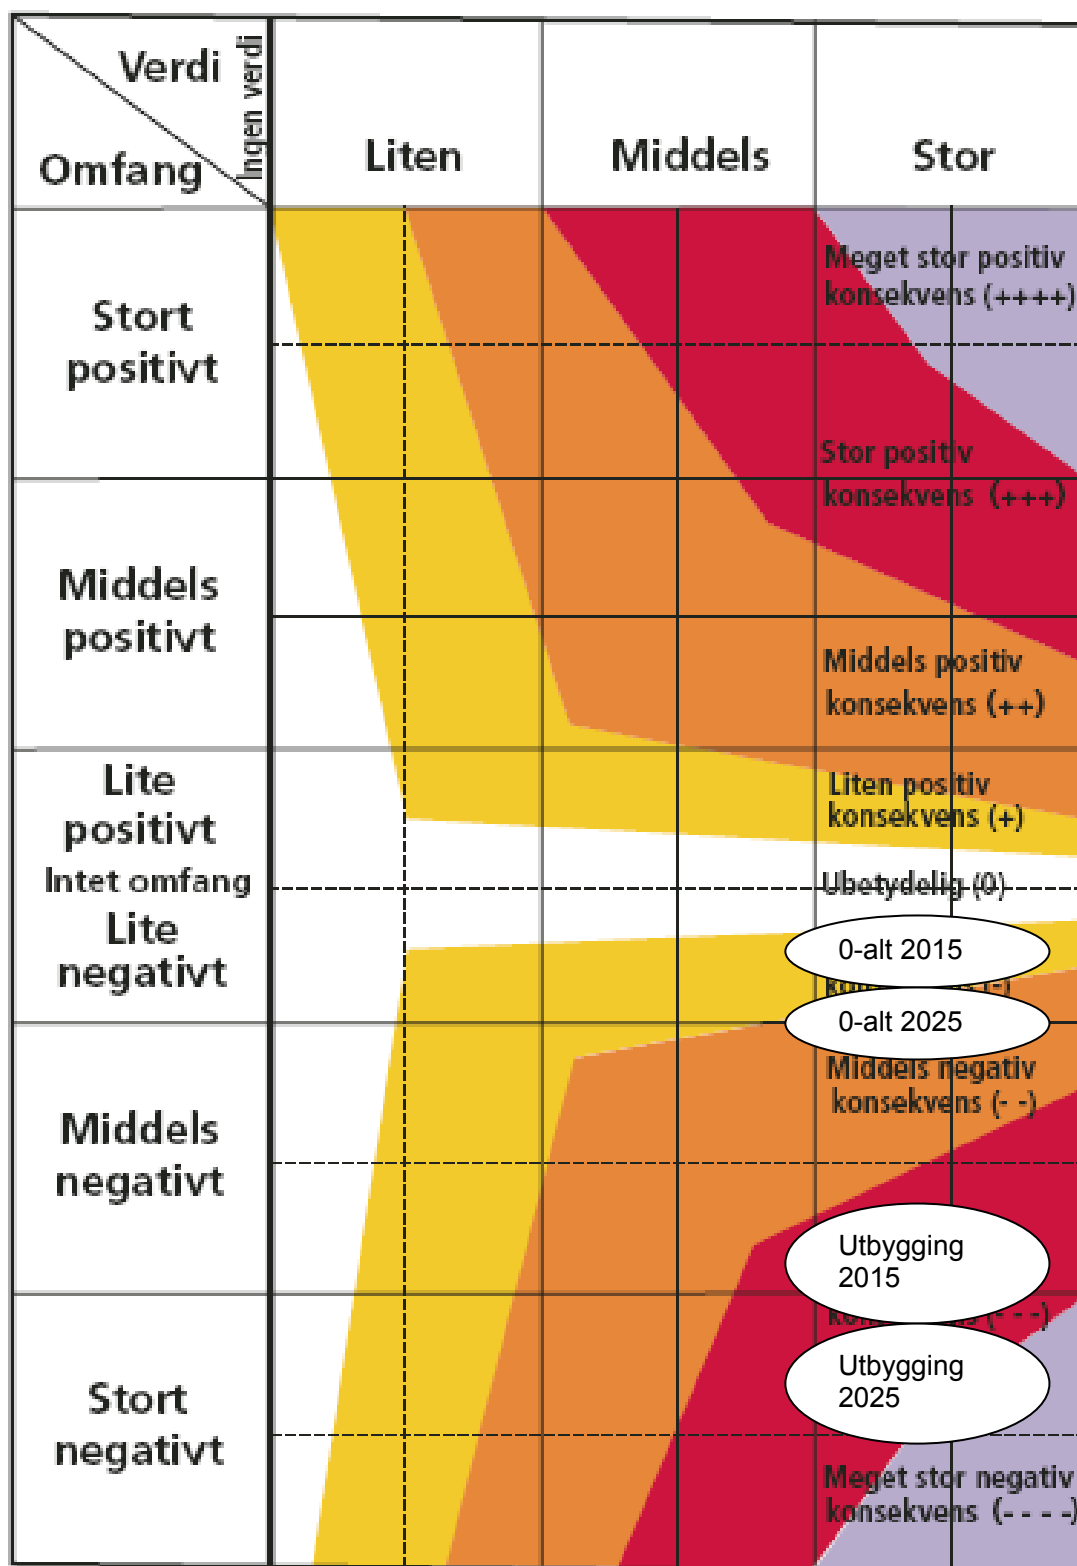 Verdi
Ingen verdi
Omfang
Liten
Middels
Stor
Stort
positivt
Meget stor positiv
konsekvens (++++)
Stor positiv
konsekvens (+++)
Middels
positivt
Middels positiv
konsekvens (++)
Lite
positivt
Liten positiv
konsekvens (+)
Intet omfang
Ubetydelig (0)
Lite
negativt
0-alt 2015
0-alt 2025
Middels negativ
konsekvens (- -)
Middels
negativt
Utbygging
2015
(- - -)
Utbygging
2025
Stort
negativt
Meget stor negativ
konsekvens (- - - -)